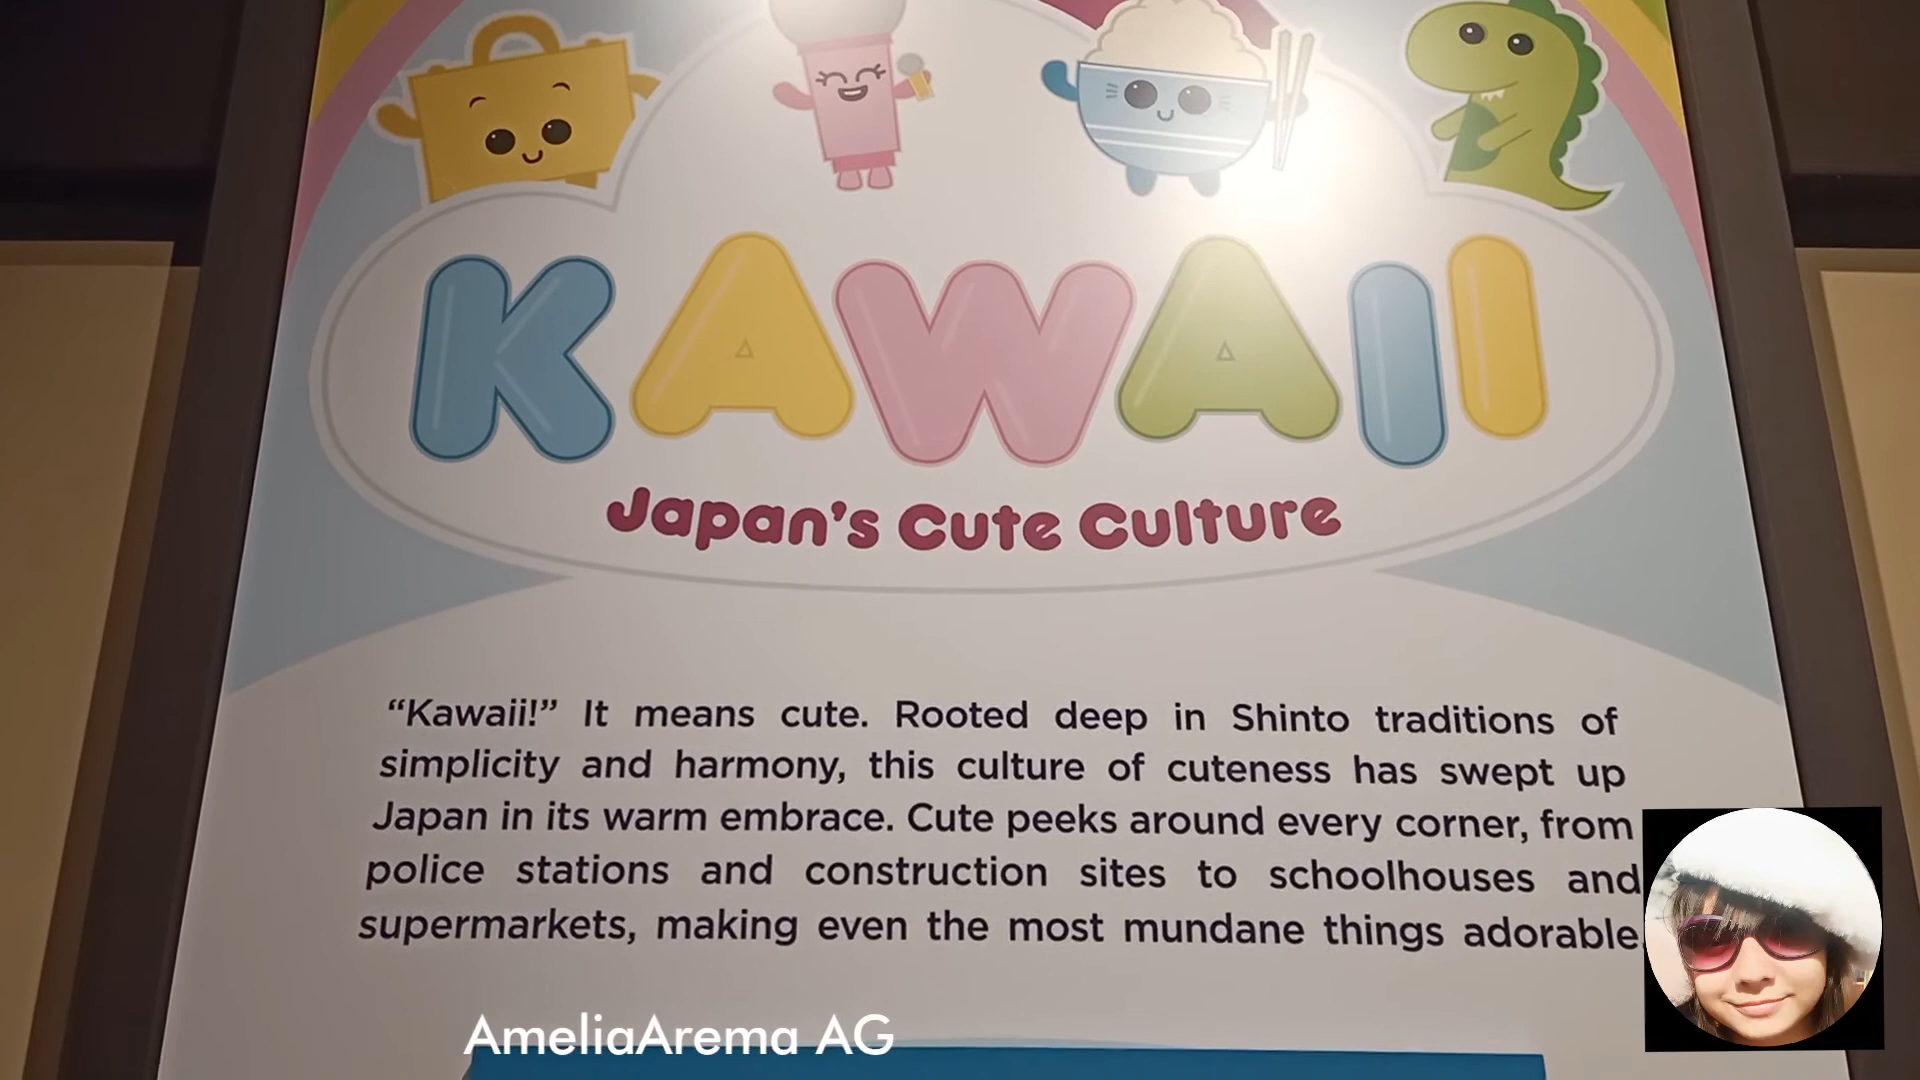 KAWAII
Japan's Cute Culture
“Kawaii!” It means cute. Rooted deep in Shinto traditions of
simplicity and harmony, this culture of cuteness has swept up
Japan in its warm embrace. Cute peeks around every corner, from
police stations and construction sites to schoolhouses and
supermarkets, making even the most mundane things adorable.
AmeliaArema AG